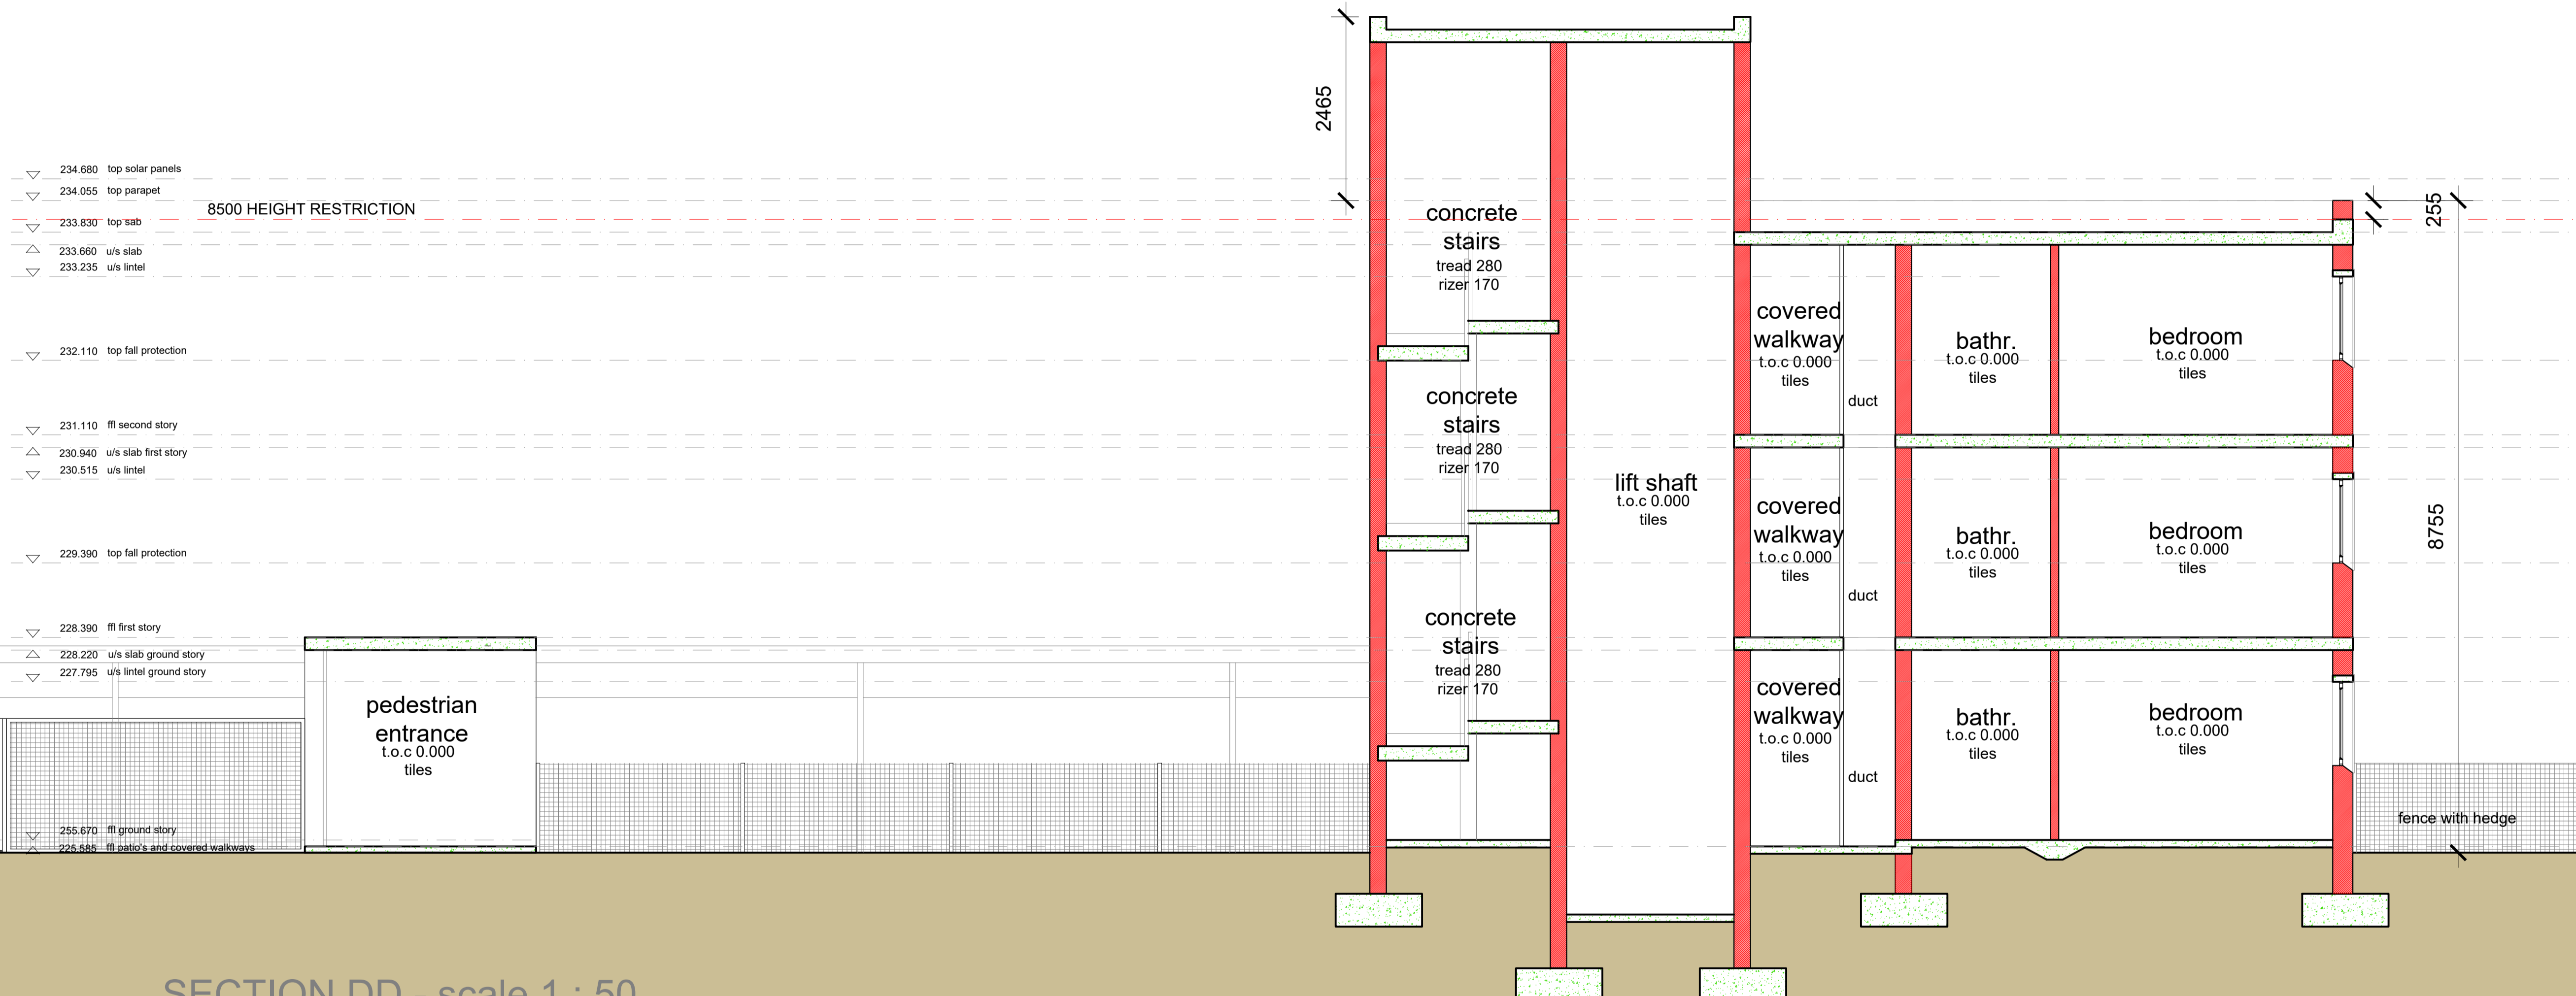 2465
234.680 top solar panels
234.055 top parapet
8500 HEIGHT RESTRICTION
233.830 top sab
233.660 u/s slab
233.235 u/s lintel
232.110 top fall protection
231.110 ffl second story
230.940 u/s slab first story
230.515 u/s lintel
229.390 top fall protection
228.390 ffl first story
228.220 u/s slab ground story
227.795 u/s lintel ground story
255.670 ffl ground story
225.585 ffl patio's and covered walkways
pedestrian
entrance
t.o.c 0.000
tiles
concrete
stairs
tread 280
rizer 170
concrete
stairs
tread 280
rizer 170
concrete
stairs
tread 280
rizer 170
lift shaft
t.o.c 0.000
tiles
covered
walkway
t.o.c 0.000
tiles
duct
bathr.
t.o.c 0.000
tiles
bedroom
t.o.c 0.000
tiles
covered
walkway
t.o.c 0.000
tiles
duct
bathr.
t.o.c 0.000
tiles
bedroom
t.o.c 0.000
tiles
covered
walkway
t.o.c 0.000
tiles
duct
bathr.
t.o.c 0.000
tiles
bedroom
t.o.c 0.000
tiles
255
8755
fence with hedge
SECTION DD - scale 1 : 50